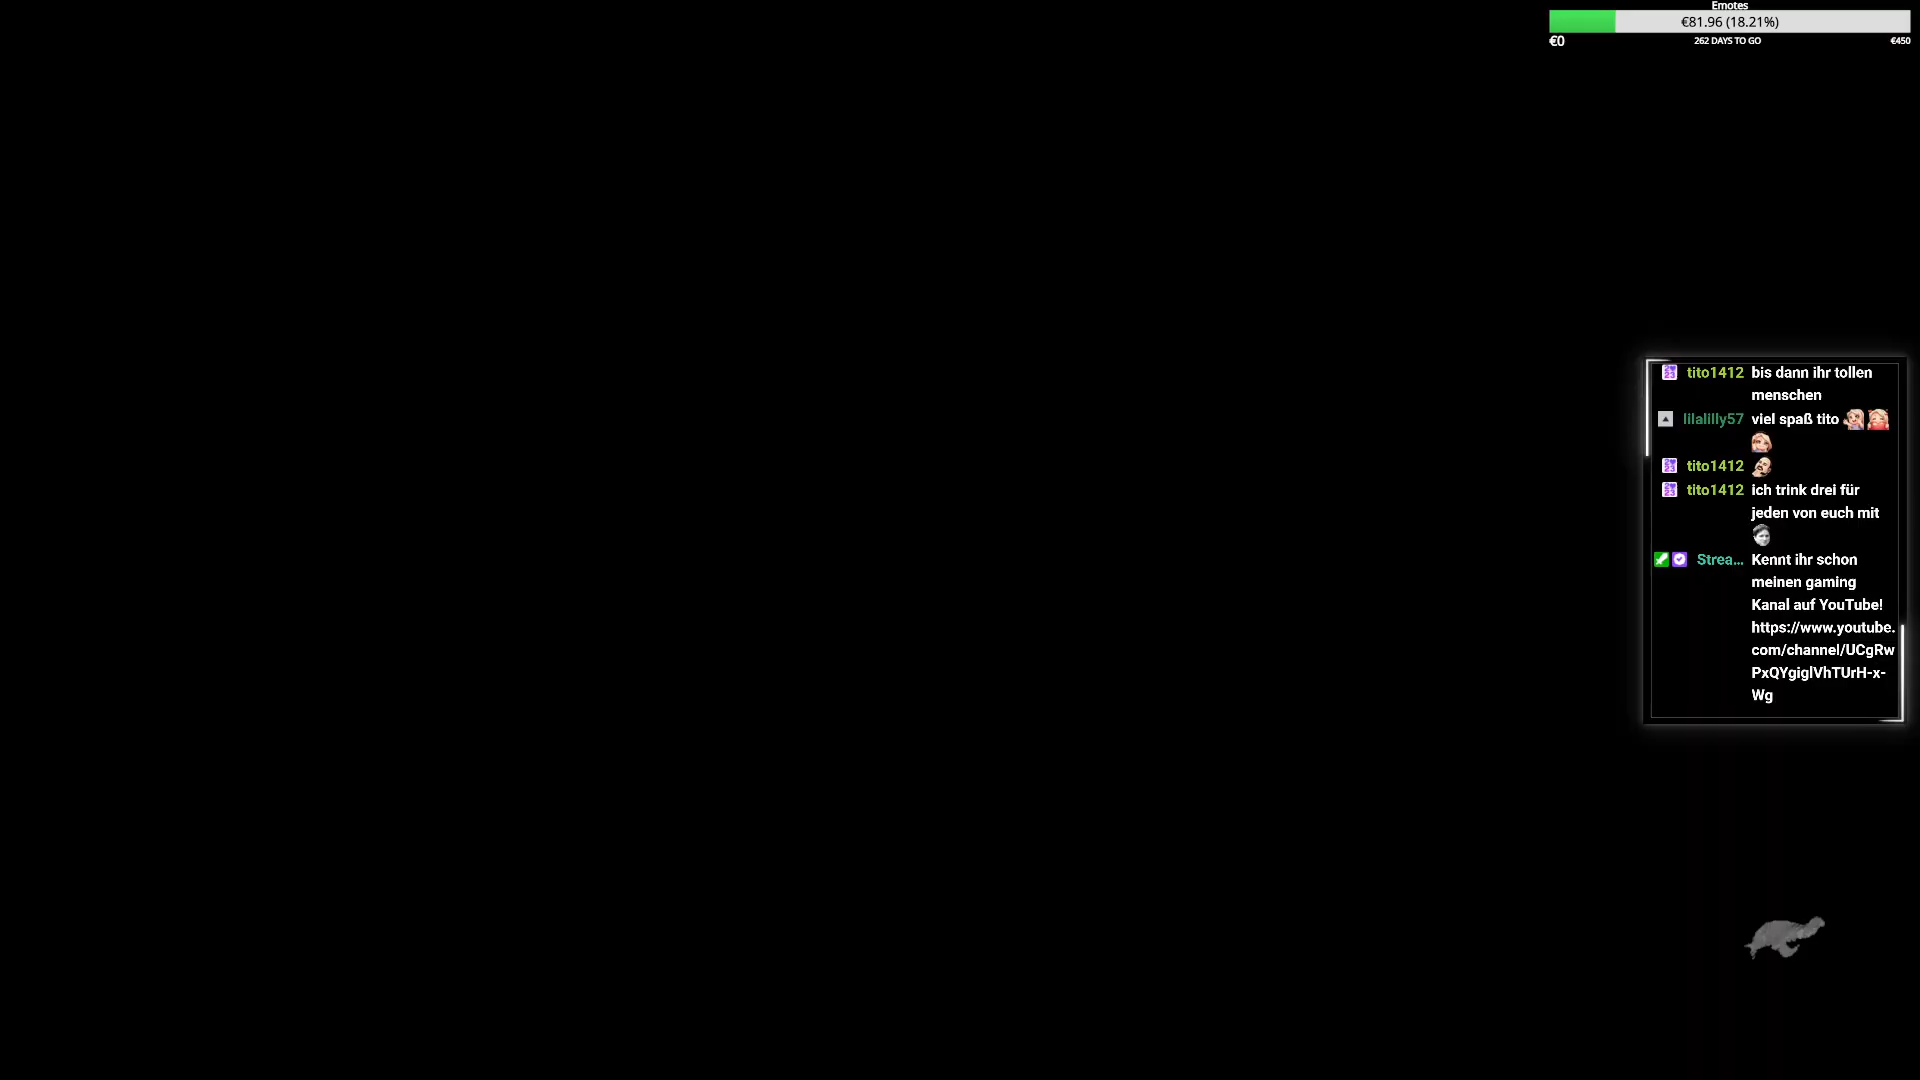 Emotes
€81.96 (18.21%)
€0 262 DAYS TO GO €450
tito1412 bis dann ihr tollen
menschen
lilalilly57 viel spaß tito
tito1412
tito1412 ich trink drei für
jeden von euch mit
Strea... Kennt ihr schon
meinen gaming
Kanal auf YouTube!
https://www.youtube.
com/channel/UCgRw
PxQYgiglVhTUrH-x-
Wg